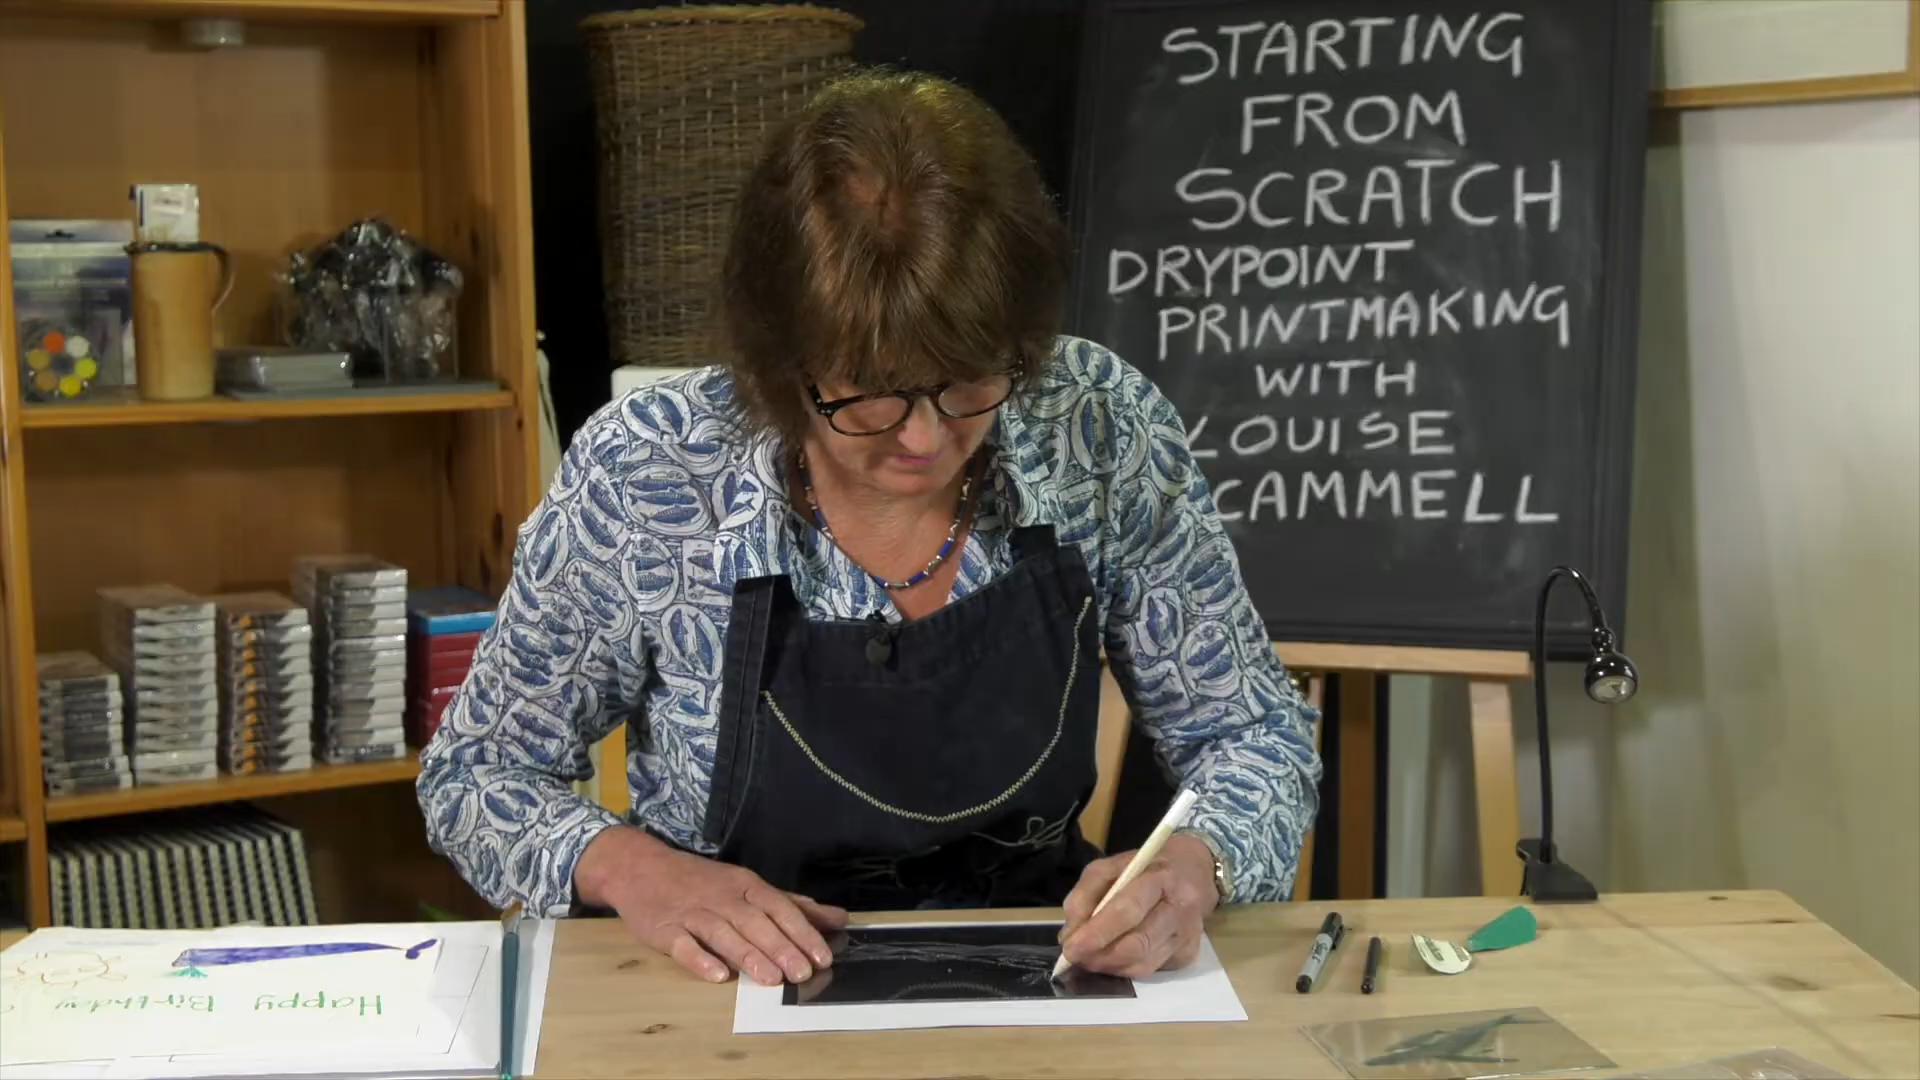 STARTING
FROM
SCRATCH
DRYPOINT
PRINTMAKING
WITH
LOUISE
CAMMELL
Happy Birthday